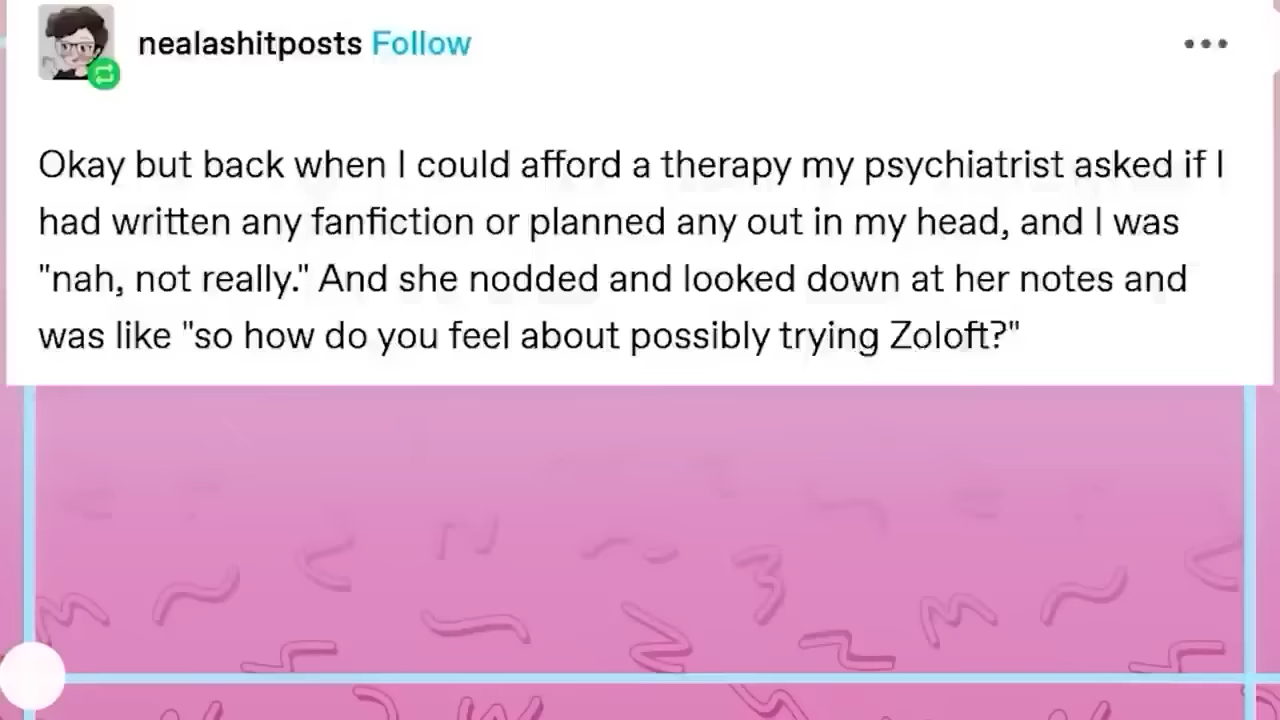 nealashitposts Follow
Okay but back when I could afford a therapy my psychiatrist asked if I
had written any fanfiction or planned any out in my head, and I was
"nah, not really." And she nodded and looked down at her notes and
was like "so how do you feel about possibly trying Zoloft?"